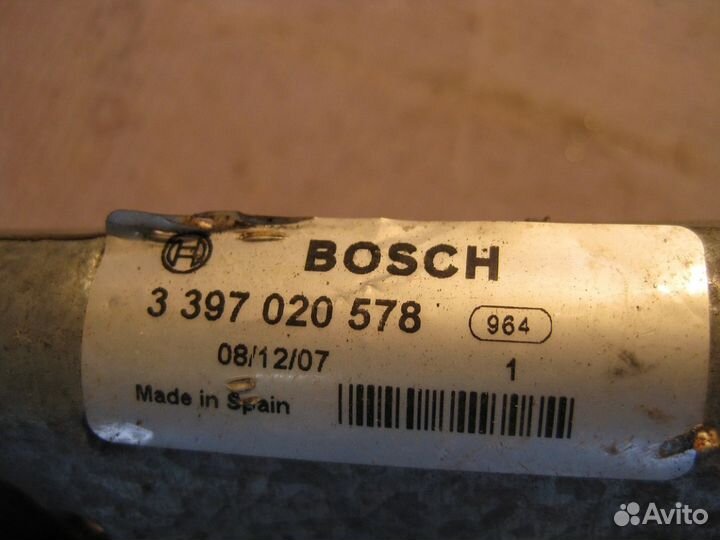 BOSCH
3 397 020 578 964
08/12/07 1
Made in Spain
Avito